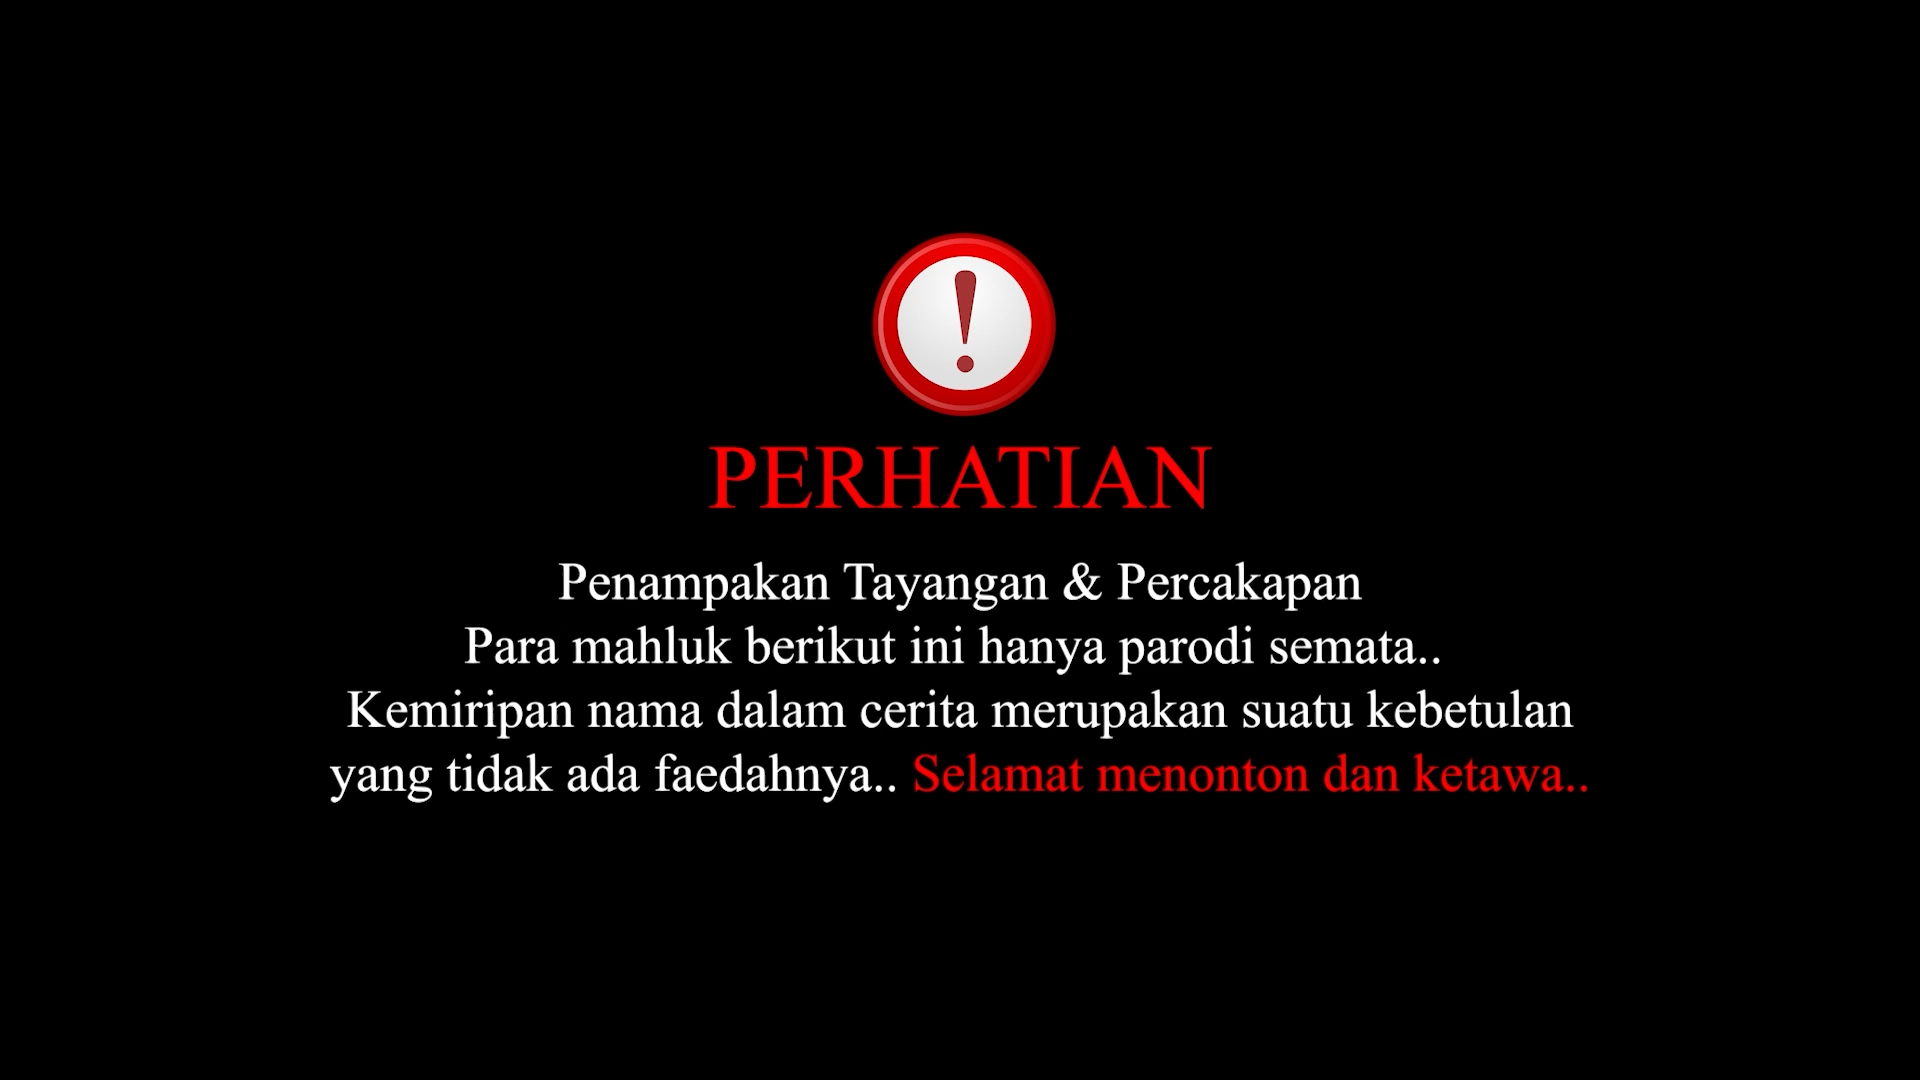 PERHATIAN
Penampakan Tayangan & Percakapan
Para mahluk berikut ini hanya parodi semata..
Kemiripan nama dalam cerita merupakan suatu kebetulan
yang tidak ada faedahnya.. Selamat menonton dan ketawa..